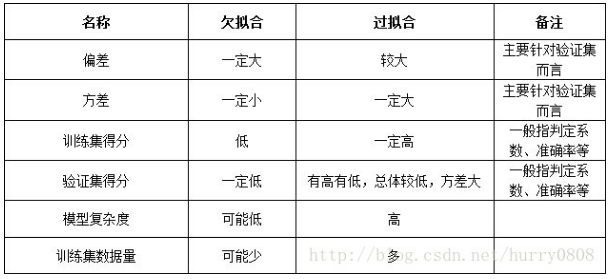 名称 欠拟合 过拟合 备注
偏差 一定大 较大 主要针对验证集
而言
方差 一定小 一定大 主要针对验证集
而言
训练集得分 低 一定高 一般指判定系
数、准确率等
验证集得分 一定低 有高有低，总体较低，方差大 一般指判定系
数、准确率等
模型复杂度 可能低 高
训练集数据量 可能少 多
http://blog.csdn.net/hurry0808